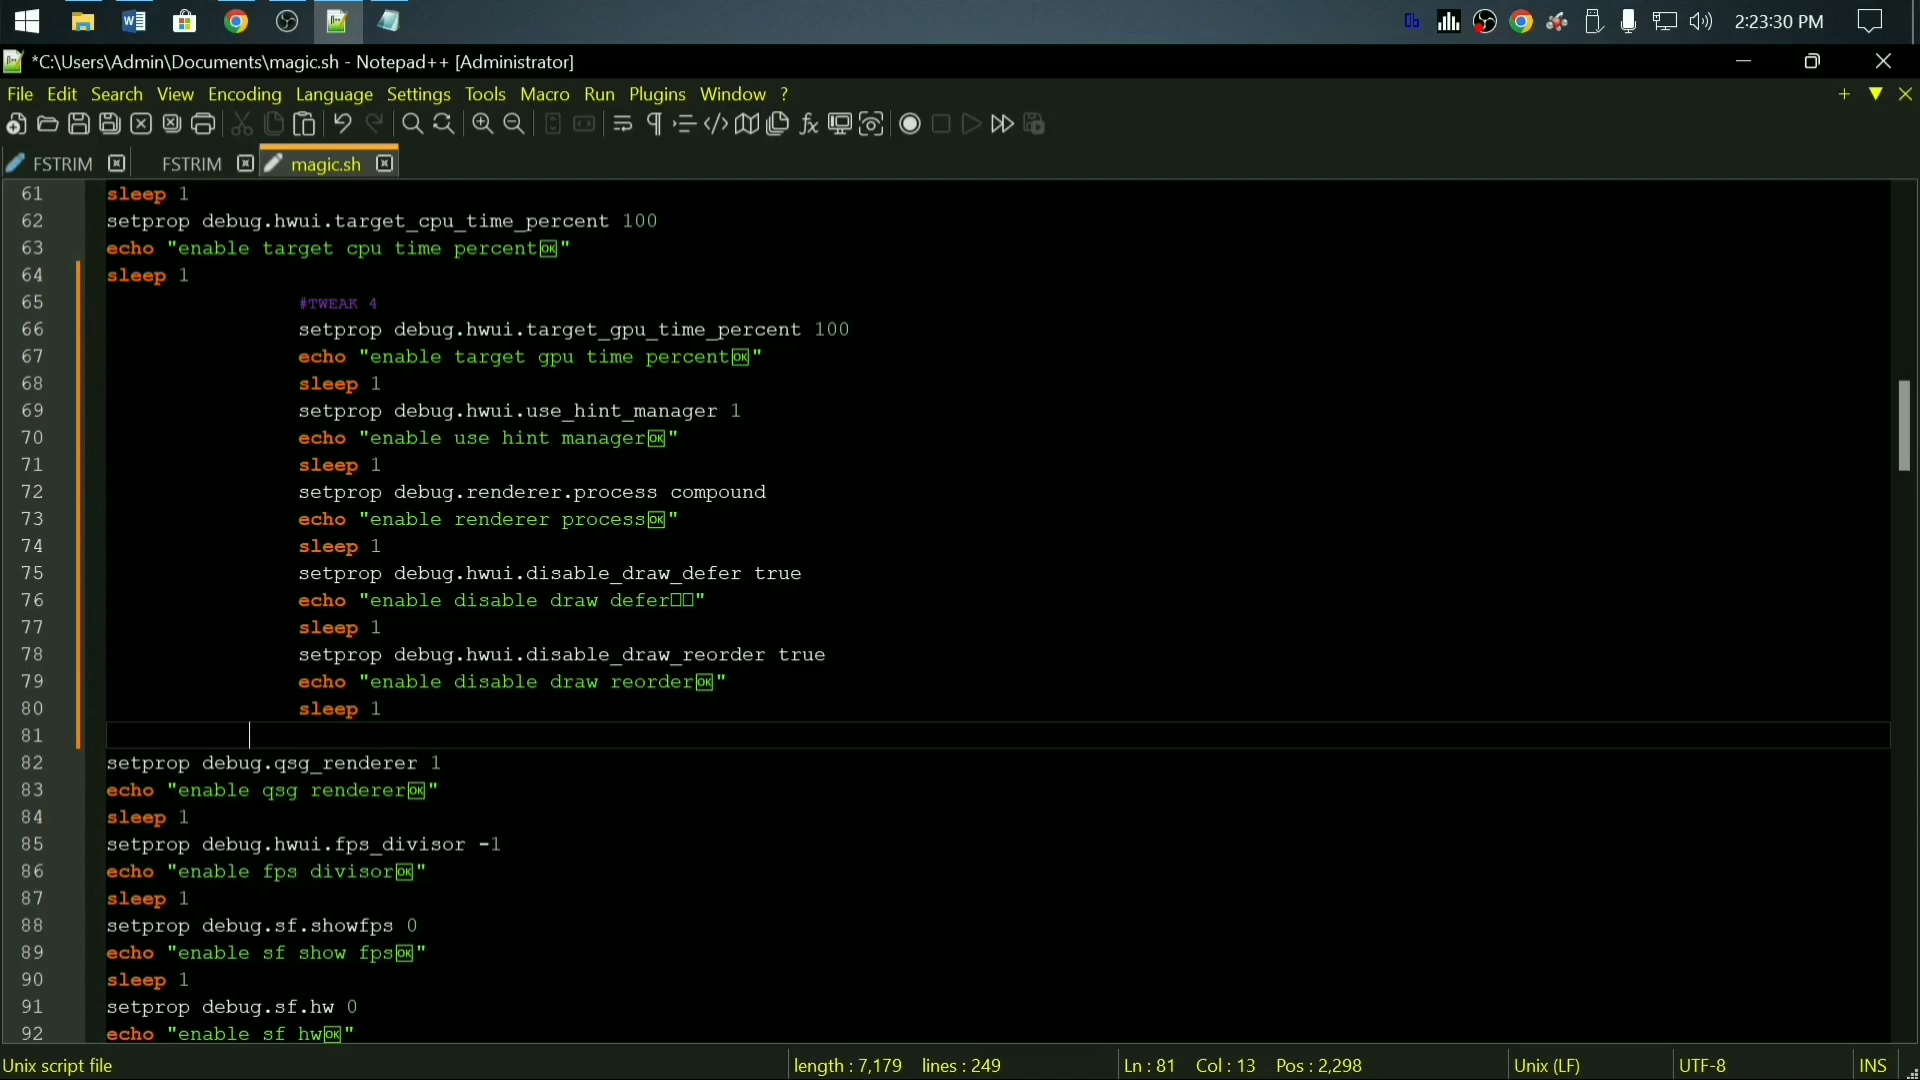 2:23:30 PM
*C:\Users\Admin\Documents\magic.sh - Notepad++ [Administrator]
File Edit Search View Encoding Language Settings Tools Macro Run Plugins Window ?
FSTRIM FSTRIM magic.sh
61 sleep 1
62 setprop debug.hwui.target_cpu_time_percent 100
63 echo "enable target cpu time percent🆗"
64 sleep 1
65 #TWEAK 4
66 setprop debug.hwui.target_gpu_time_percent 100
67 echo "enable target gpu time percent🆗"
68 sleep 1
69 setprop debug.hwui.use_hint_manager 1
70 echo "enable use hint manager🆗"
71 sleep 1
72 setprop debug.renderer.process compound
73 echo "enable renderer process🆗"
74 sleep 1
75 setprop debug.hwui.disable_draw_defer true
76 echo "enable disable draw defer□□"
77 sleep 1
78 setprop debug.hwui.disable_draw_reorder true
79 echo "enable disable draw reorder🆗"
80 sleep 1
81
82 setprop debug.qsg_renderer 1
83 echo "enable qsg renderer🆗"
84 sleep 1
85 setprop debug.hwui.fps_divisor -1
86 echo "enable fps divisor🆗"
87 sleep 1
88 setprop debug.sf.showfps 0
89 echo "enable sf show fps🆗"
90 sleep 1
91 setprop debug.sf.hw 0
92 echo "enable sf hw🆗"
Unix script file length : 7,179 lines : 249 Ln : 81 Col : 13 Pos : 2,298 Unix (LF) UTF-8 INS